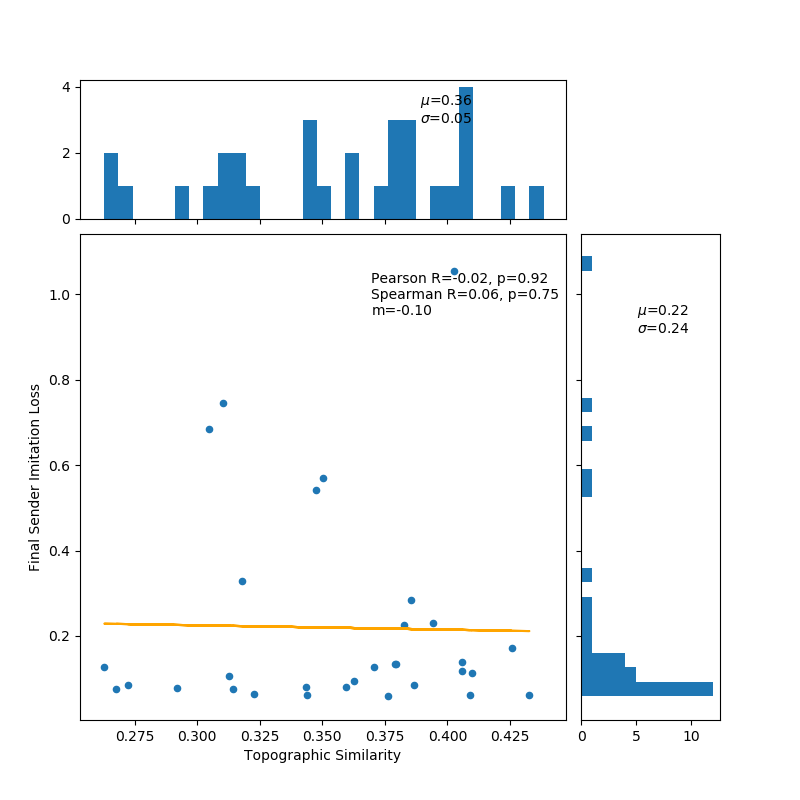 4
2
0
μ=0.36
σ=0.05
1.0
0.8
0.6
0.4
0.2
Final Sender Imitation Loss
Pearson R=-0.02, p=0.92
Spearman R=0.06, p=0.75
m=-0.10
μ=0.22
σ=0.24
0.275 0.300 0.325 0.350 0.375 0.400 0.425
Topographic Similarity
0 5 10